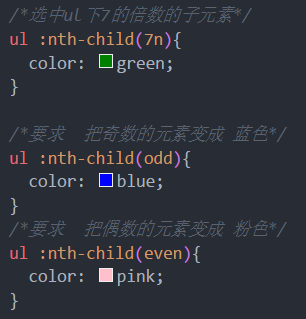 /*选中ul下7的倍数的子元素*/
ul :nth-child(7n){
  color: green;
}

/*要求  把奇数的元素变成 蓝色*/
ul :nth-child(odd){
  color: blue;
}
/*要求  把偶数的元素变成 粉色*/
ul :nth-child(even){
  color: pink;
}